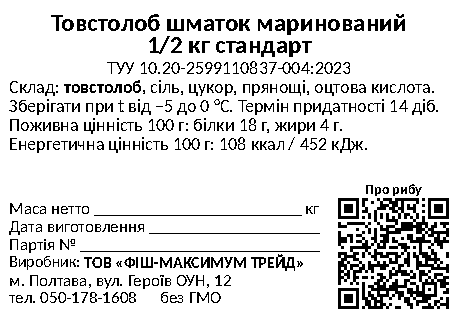 Товстолоб шматок маринований
1/2 кг стандарт
ТУУ 10.20-2599110837-004:2023
Склад: товстолоб, сіль, цукор, прянощі, оцтова кислота.
Зберігати при t від −5 до 0 °C. Термін придатності 14 діб.
Поживна цінність 100 г: білки 18 г, жири 4 г.
Енергетична цінність 100 г: 108 ккал / 452 кДж.
Про рибу
Маса нетто ________________________ кг
Дата виготовлення ____________________
Партія № ____________________________
Виробник: ТОВ «ФІШ-МАКСИМУМ ТРЕЙД»
м. Полтава, вул. Героїв ОУН, 12
тел. 050-178-1608 без ГМО